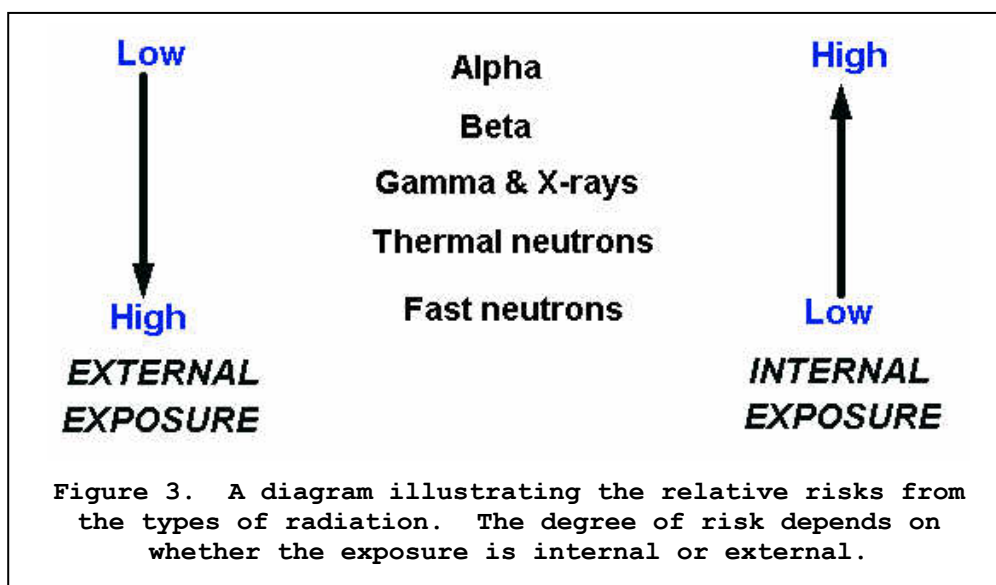 Low
High
EXTERNAL
EXPOSURE
Alpha
Beta
Gamma & X-rays
Thermal neutrons
Fast neutrons
High
Low
INTERNAL
EXPOSURE
Figure 3. A diagram illustrating the relative risks from
the types of radiation. The degree of risk depends on
whether the exposure is internal or external.